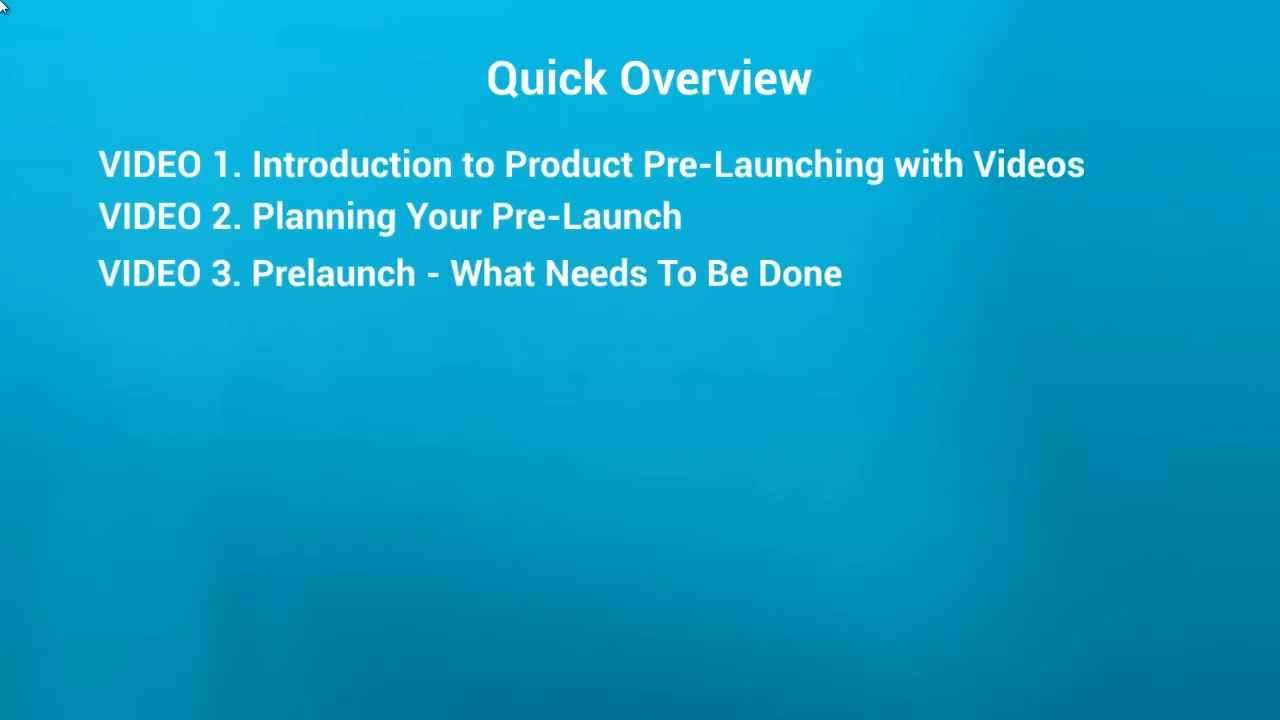 Quick Overview
VIDEO 1. Introduction to Product Pre-Launching with Videos
VIDEO 2. Planning Your Pre-Launch
VIDEO 3. Prelaunch - What Needs To Be Done